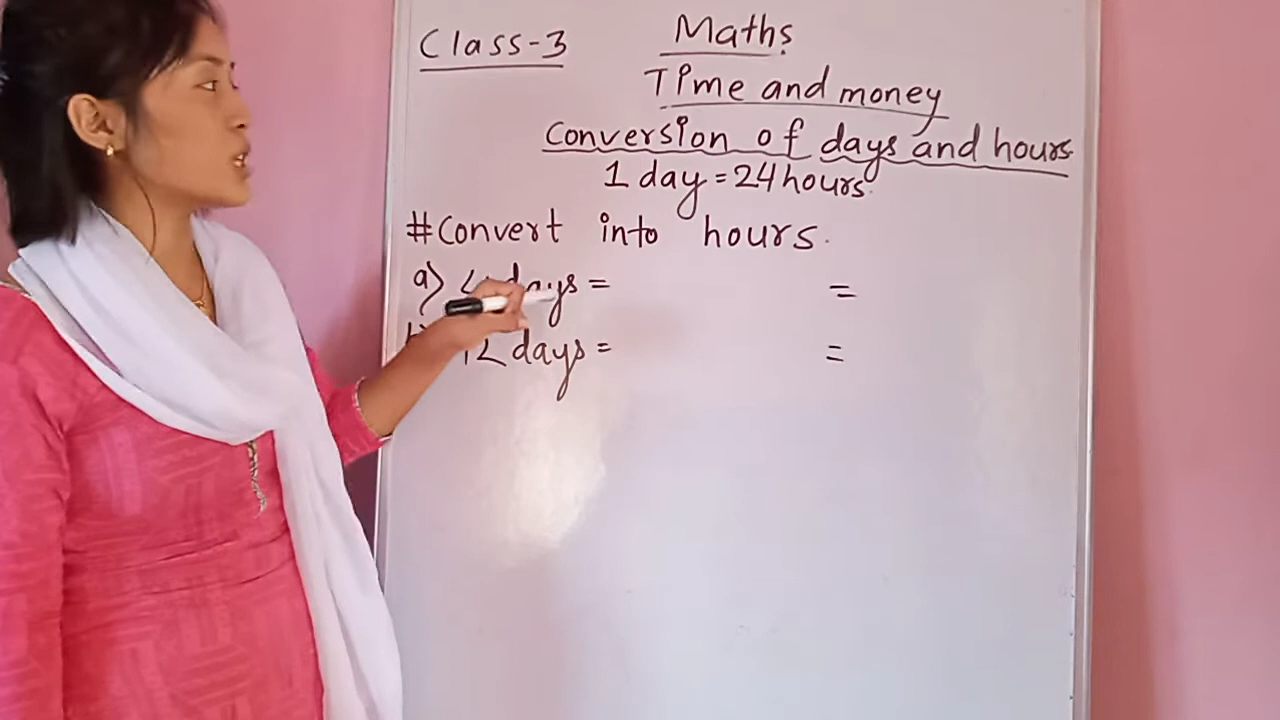 Class-3
Maths
Time and money
Conversion of days and hours
1 day = 24 hours.
#Convert into hours.
a) days = =
12 days = =